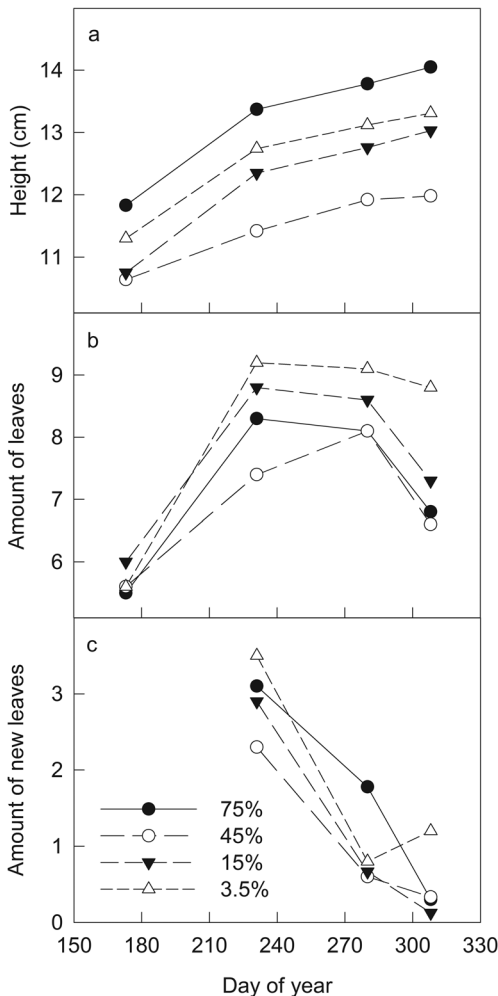 a
14
13
12
11
Height (cm)
b
9
8
7
6
Amount of leaves
c
3
2
1
0
Amount of new leaves
75%
45%
15%
3.5%
150 180 210 240 270 300 330
Day of year